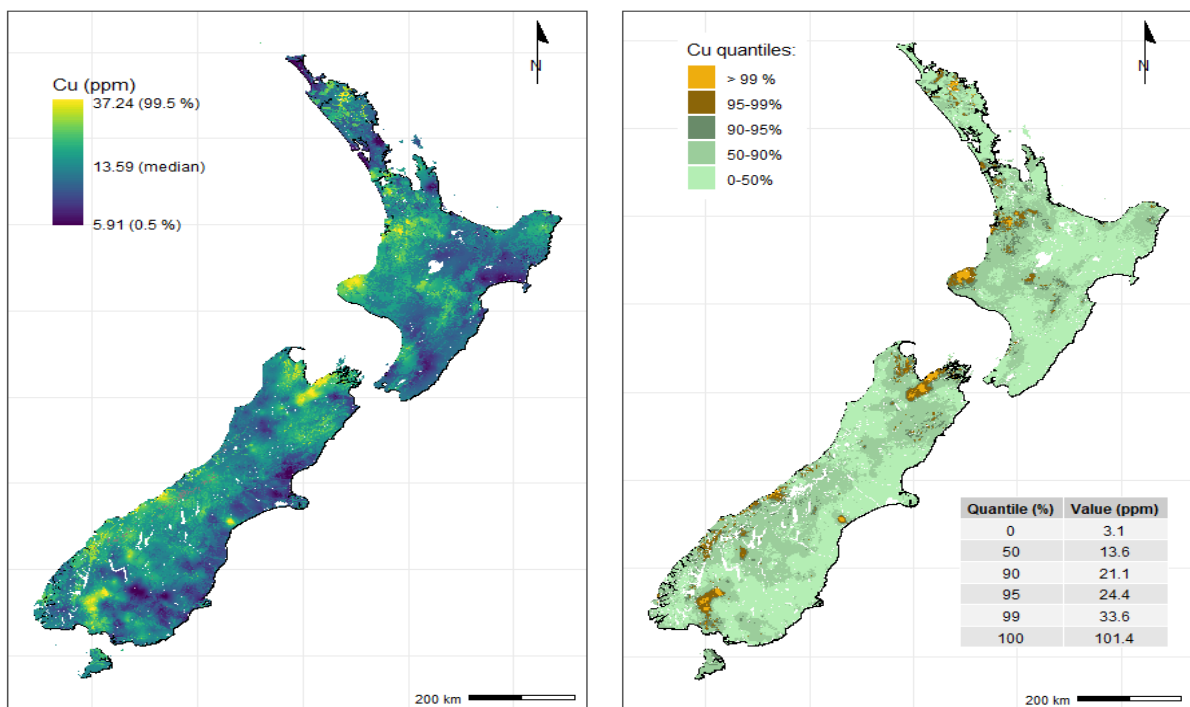 N
Cu (ppm)
37.24 (99.5 %)
13.59 (median)
5.91 (0.5 %)
200 km
N
Cu quantiles:
> 99 %
95-99%
90-95%
50-90%
0-50%
Quantile (%) Value (ppm)
0 3.1
50 13.6
90 21.1
95 24.4
99 33.6
100 101.4
200 km